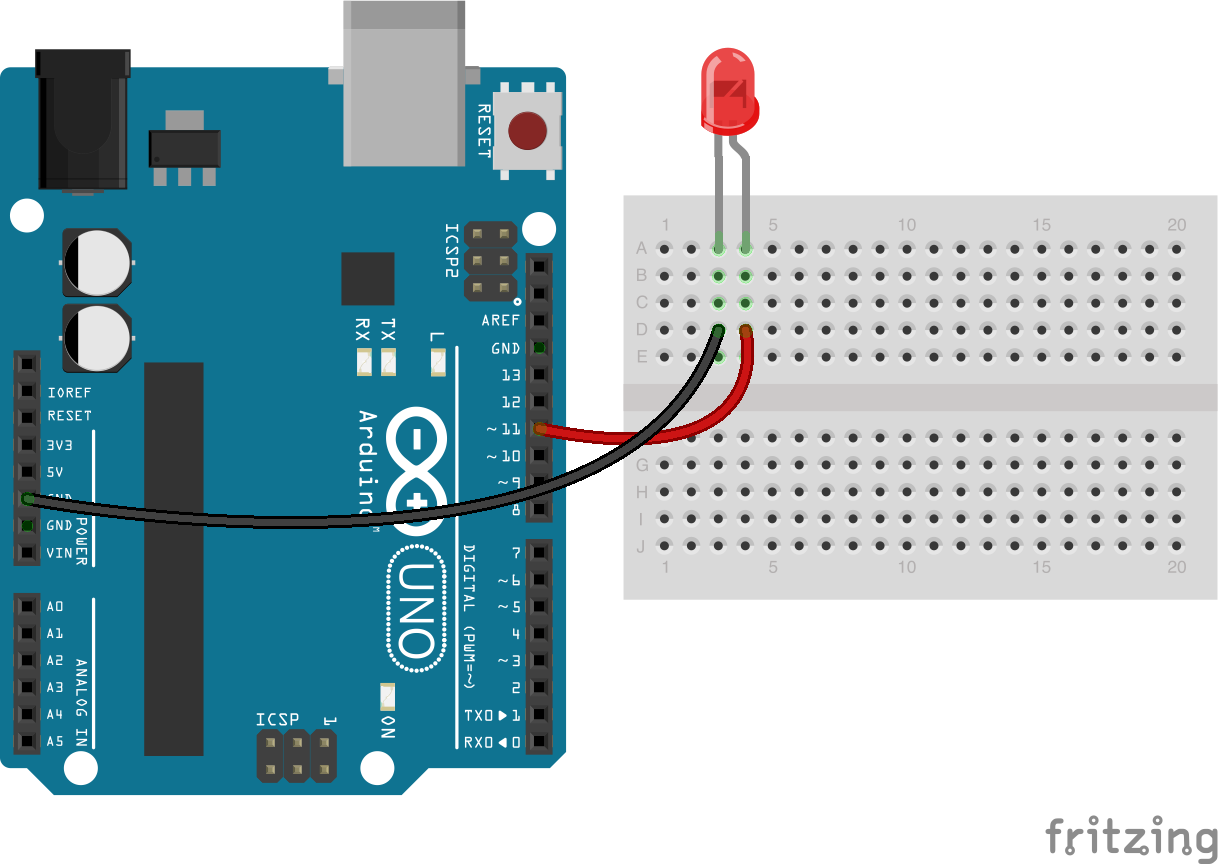 RESET
ICSP2
AREF
GND
RX
TX
L
13
12
~11
~10
~9
8
IOREF
RESET
3V3
5V
GND
GND
VIN
POWER
Arduino
TM
UNO
7
~6
~5
4
~3
2
TX0▶1
RX0◀0
DIGITAL (PWM=~)
A0
A1
A2
A3
A4
A5
ANALOG IN
ICSP
1
ON
1 5 10 15 20
A
B
C
D
E
G
H
I
J
1 5 15 20
fritzing